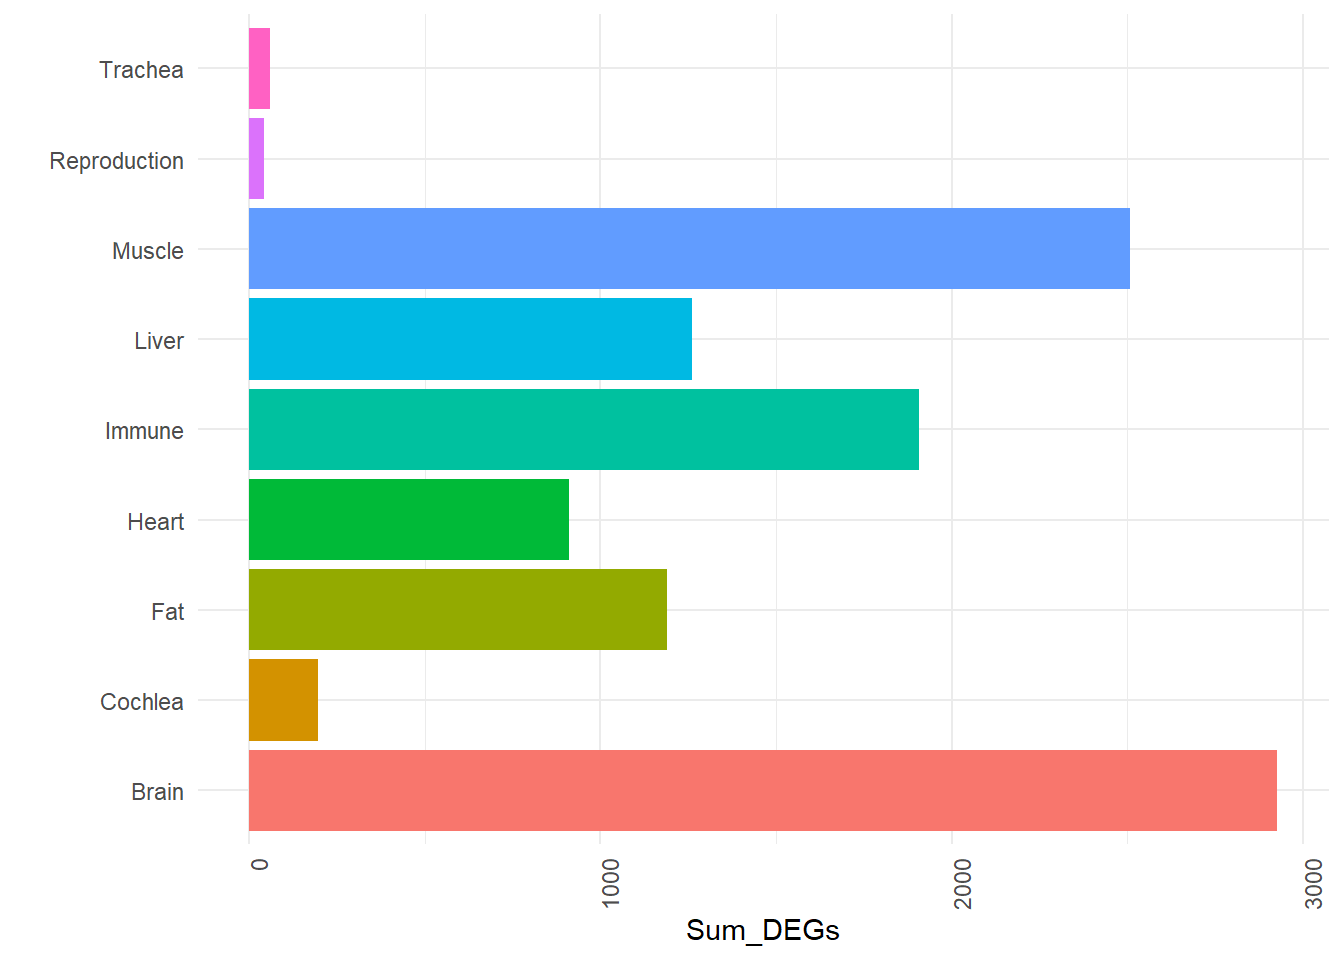 Trachea
Reproduction
Muscle
Liver
Immune
Heart
Fat
Cochlea
Brain
0
1000
2000
3000
Sum_DEGs